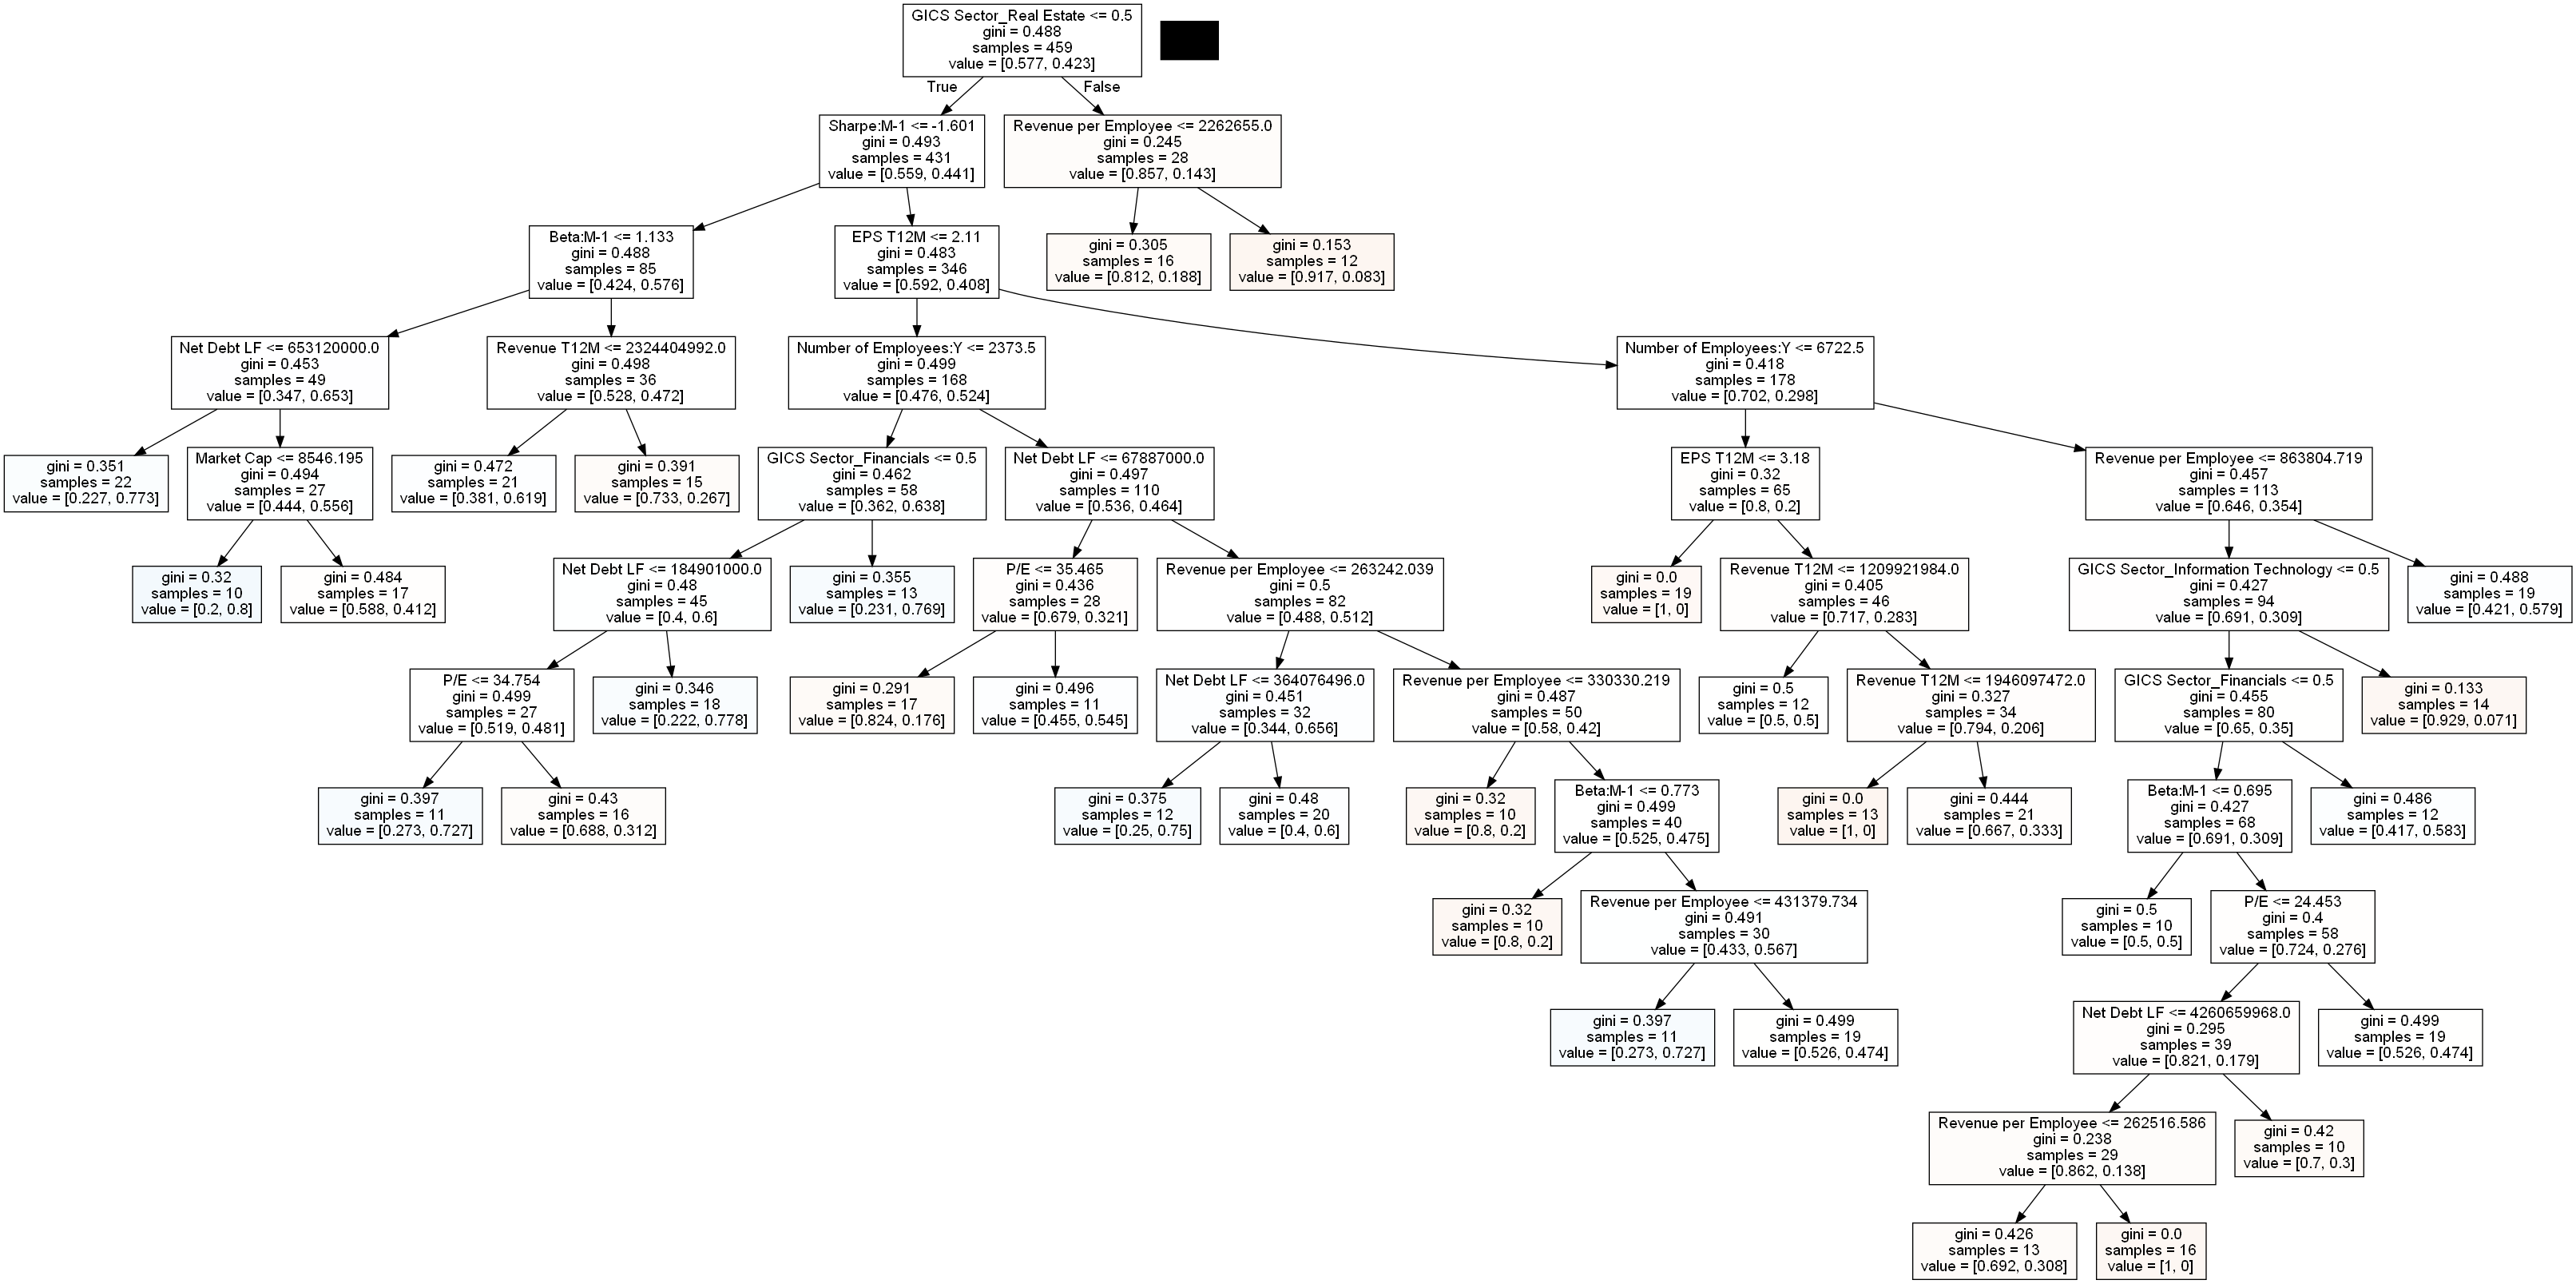 GICS Sector_Real Estate <= 0.5
gini = 0.488
samples = 459
value = [0.577, 0.423]
True
False
Sharpe:M-1 <= -1.601
gini = 0.493
samples = 431
value = [0.559, 0.441]
Revenue per Employee <= 2262655.0
gini = 0.245
samples = 28
value = [0.857, 0.143]
Beta:M-1 <= 1.133
gini = 0.488
samples = 85
value = [0.424, 0.576]
EPS T12M <= 2.11
gini = 0.483
samples = 346
value = [0.592, 0.408]
gini = 0.305
samples = 16
value = [0.812, 0.188]
gini = 0.153
samples = 12
value = [0.917, 0.083]
Net Debt LF <= 653120000.0
gini = 0.453
samples = 49
value = [0.347, 0.653]
Revenue T12M <= 2324404992.0
gini = 0.498
samples = 36
value = [0.528, 0.472]
Number of Employees:Y <= 2373.5
gini = 0.499
samples = 168
value = [0.476, 0.524]
Number of Employees:Y <= 6722.5
gini = 0.418
samples = 178
value = [0.702, 0.298]
gini = 0.351
samples = 22
value = [0.227, 0.773]
Market Cap <= 8546.195
gini = 0.494
samples = 27
value = [0.444, 0.556]
gini = 0.472
samples = 21
value = [0.381, 0.619]
gini = 0.391
samples = 15
value = [0.733, 0.267]
GICS Sector_Financials <= 0.5
gini = 0.462
samples = 58
value = [0.362, 0.638]
Net Debt LF <= 67887000.0
gini = 0.497
samples = 110
value = [0.536, 0.464]
EPS T12M <= 3.18
gini = 0.32
samples = 65
value = [0.8, 0.2]
Revenue per Employee <= 863804.719
gini = 0.457
samples = 113
value = [0.646, 0.354]
gini = 0.32
samples = 10
value = [0.2, 0.8]
gini = 0.484
samples = 17
value = [0.588, 0.412]
Net Debt LF <= 184901000.0
gini = 0.48
samples = 45
value = [0.4, 0.6]
gini = 0.355
samples = 13
value = [0.231, 0.769]
P/E <= 35.465
gini = 0.436
samples = 28
value = [0.679, 0.321]
Revenue per Employee <= 263242.039
gini = 0.5
samples = 82
value = [0.488, 0.512]
gini = 0.0
samples = 19
value = [1, 0]
Revenue T12M <= 1209921984.0
gini = 0.405
samples = 46
value = [0.717, 0.283]
GICS Sector_Information Technology <= 0.5
gini = 0.427
samples = 94
value = [0.691, 0.309]
gini = 0.488
samples = 19
value = [0.421, 0.579]
P/E <= 34.754
gini = 0.499
samples = 27
value = [0.519, 0.481]
gini = 0.346
samples = 18
value = [0.222, 0.778]
gini = 0.291
samples = 17
value = [0.824, 0.176]
gini = 0.496
samples = 11
value = [0.455, 0.545]
Net Debt LF <= 364076496.0
gini = 0.451
samples = 32
value = [0.344, 0.656]
Revenue per Employee <= 330330.219
gini = 0.487
samples = 50
value = [0.58, 0.42]
gini = 0.5
samples = 12
value = [0.5, 0.5]
Revenue T12M <= 1946097472.0
gini = 0.327
samples = 34
value = [0.794, 0.206]
GICS Sector_Financials <= 0.5
gini = 0.455
samples = 80
value = [0.65, 0.35]
gini = 0.133
samples = 14
value = [0.929, 0.071]
gini = 0.397
samples = 11
value = [0.273, 0.727]
gini = 0.43
samples = 16
value = [0.688, 0.312]
gini = 0.375
samples = 12
value = [0.25, 0.75]
gini = 0.48
samples = 20
value = [0.4, 0.6]
gini = 0.32
samples = 10
value = [0.8, 0.2]
Beta:M-1 <= 0.773
gini = 0.499
samples = 40
value = [0.525, 0.475]
gini = 0.0
samples = 13
value = [1, 0]
gini = 0.444
samples = 21
value = [0.667, 0.333]
Beta:M-1 <= 0.695
gini = 0.427
samples = 68
value = [0.691, 0.309]
gini = 0.486
samples = 12
value = [0.417, 0.583]
gini = 0.32
samples = 10
value = [0.8, 0.2]
Revenue per Employee <= 431379.734
gini = 0.491
samples = 30
value = [0.433, 0.567]
gini = 0.5
samples = 10
value = [0.5, 0.5]
P/E <= 24.453
gini = 0.4
samples = 58
value = [0.724, 0.276]
gini = 0.397
samples = 11
value = [0.273, 0.727]
gini = 0.499
samples = 19
value = [0.526, 0.474]
Net Debt LF <= 4260659968.0
gini = 0.295
samples = 39
value = [0.821, 0.179]
gini = 0.499
samples = 19
value = [0.526, 0.474]
Revenue per Employee <= 262516.586
gini = 0.238
samples = 29
value = [0.862, 0.138]
gini = 0.42
samples = 10
value = [0.7, 0.3]
gini = 0.426
samples = 13
value = [0.692, 0.308]
gini = 0.0
samples = 16
value = [1, 0]